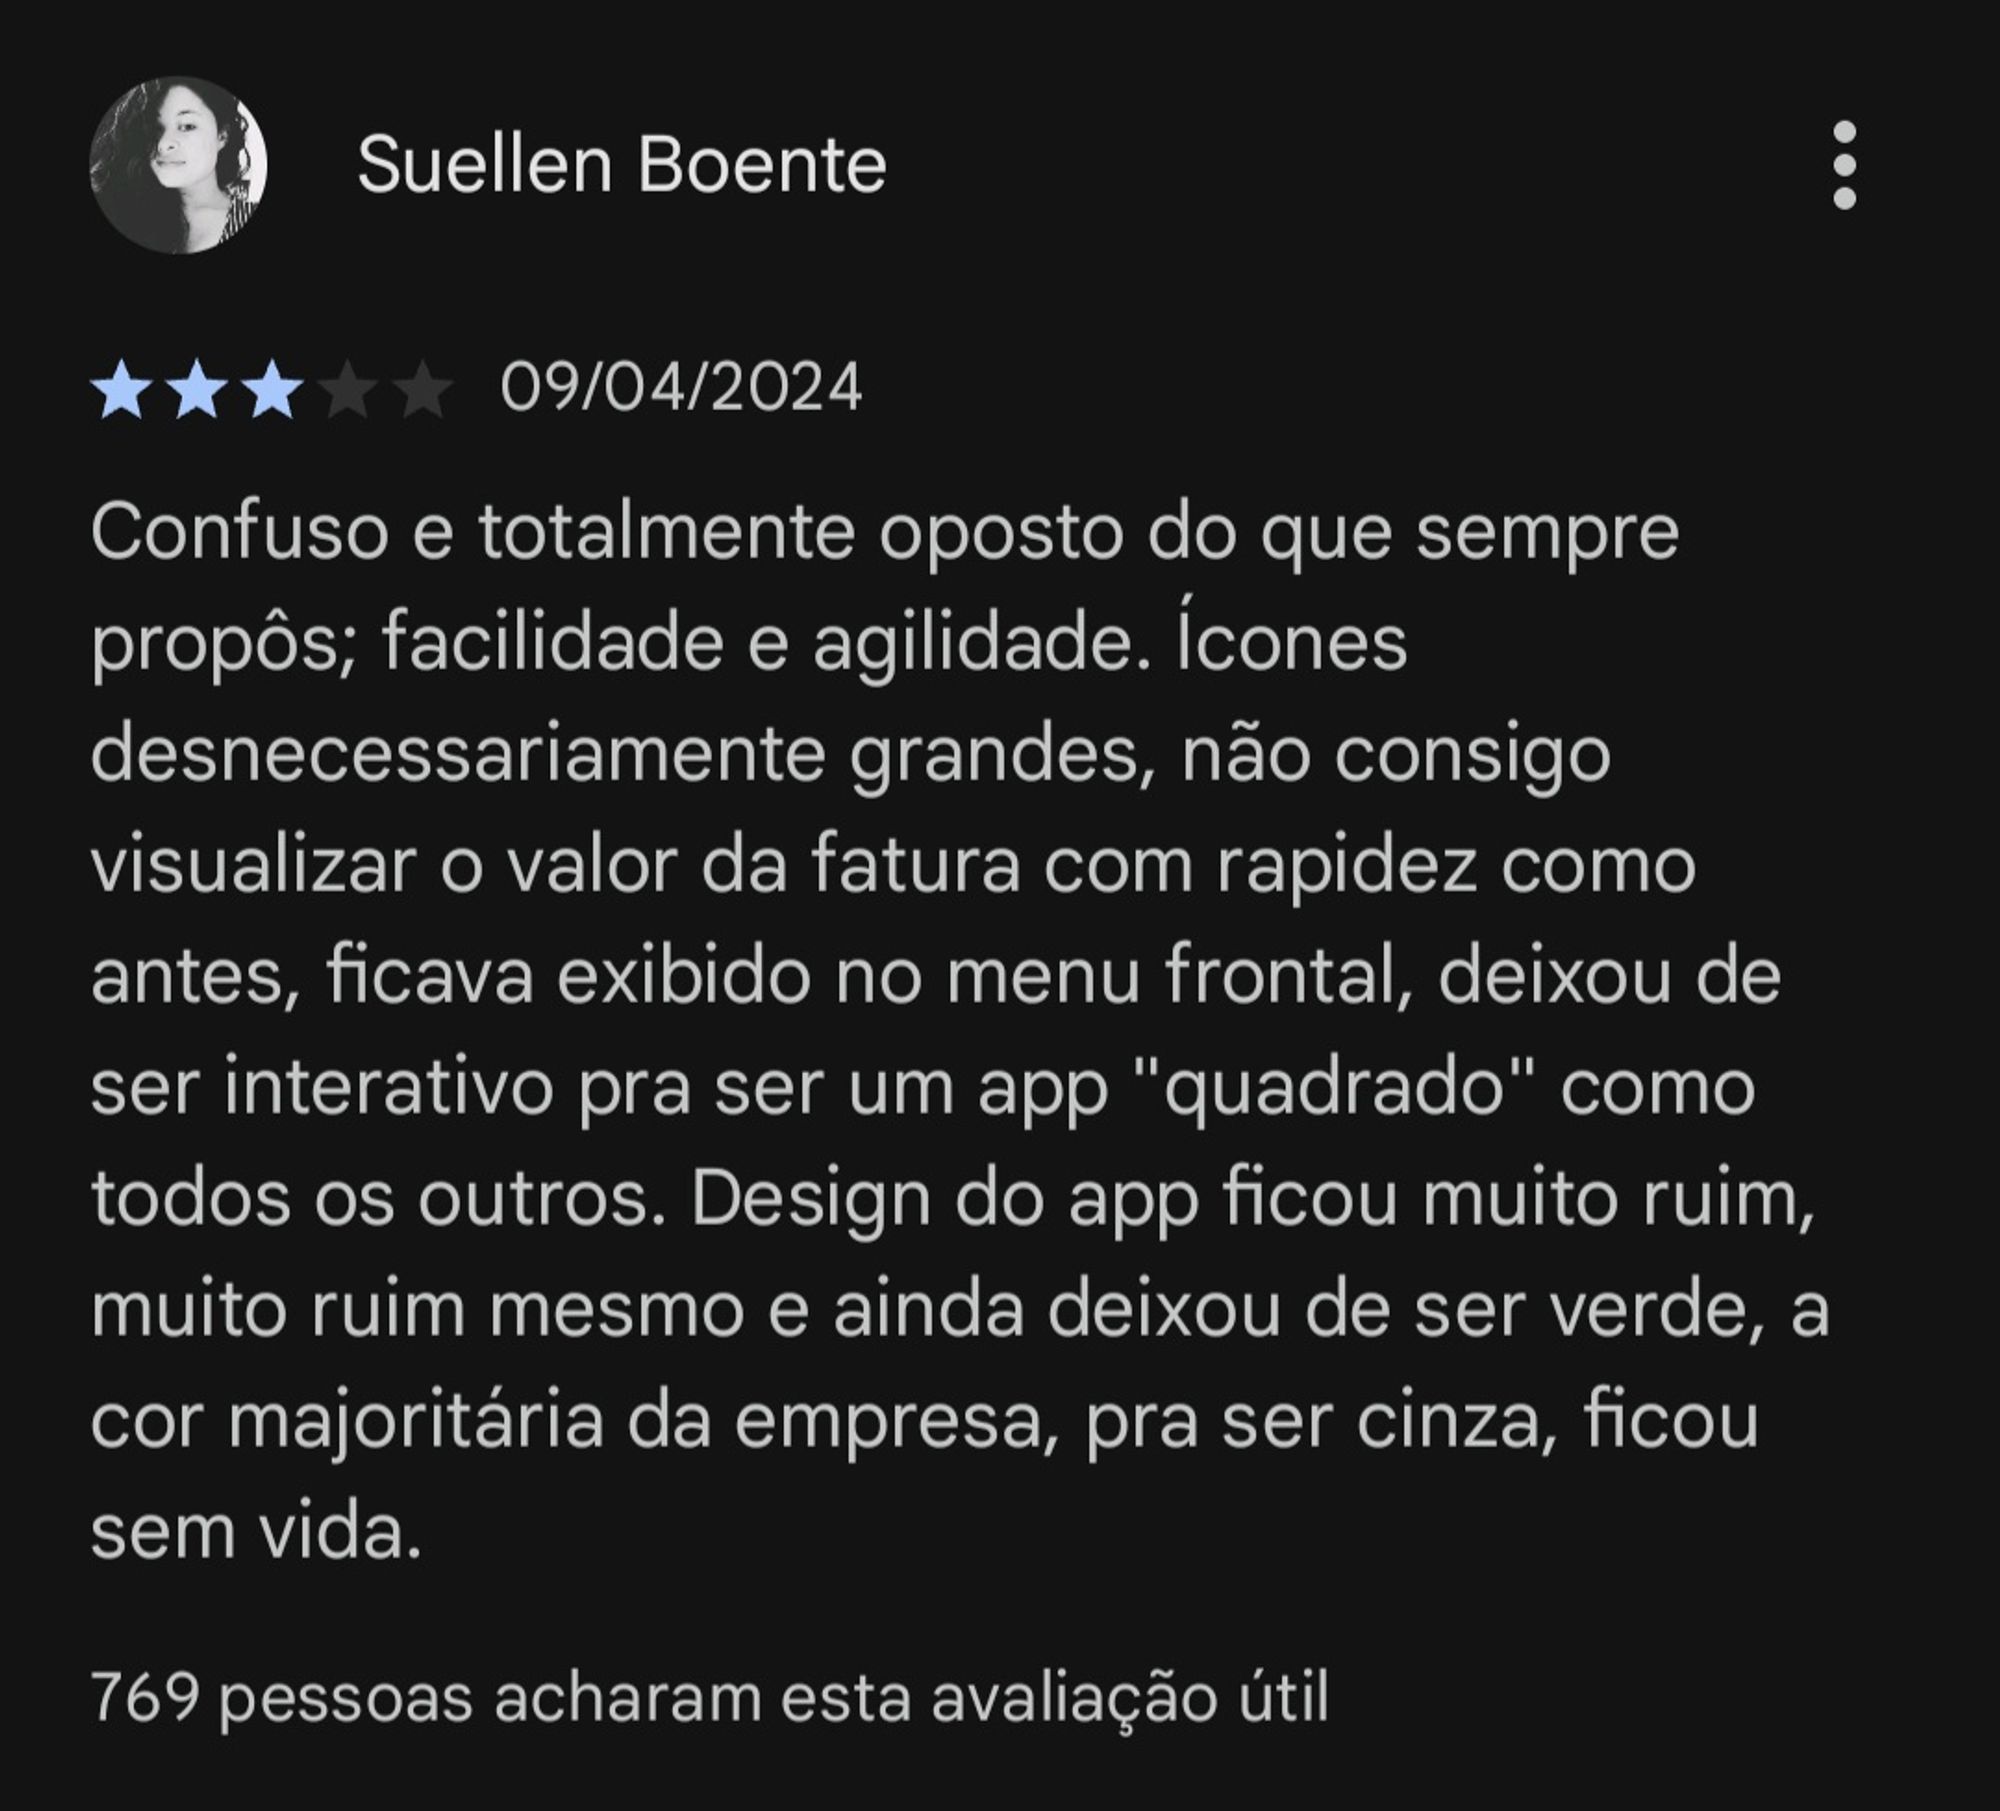 Suellen Boente
09/04/2024
Confuso e totalmente oposto do que sempre
propôs; facilidade e agilidade. Ícones
desnecessariamente grandes, não consigo
visualizar o valor da fatura com rapidez como
antes, ficava exibido no menu frontal, deixou de
ser interativo pra ser um app "quadrado" como
todos os outros. Design do app ficou muito ruim,
muito ruim mesmo e ainda deixou de ser verde, a
cor majoritária da empresa, pra ser cinza, ficou
sem vida.
769 pessoas acharam esta avaliação útil